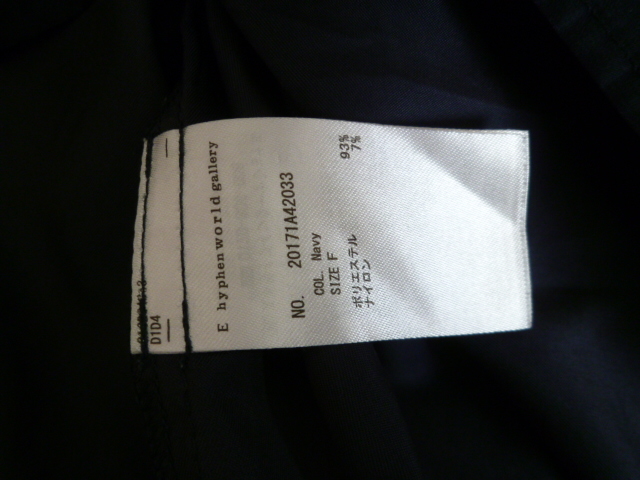 E hyphen world gallery
NO. 20171A42033
COL. Navy
SIZE F
ポリエステル 93%
ナイロン 7%
D1D4